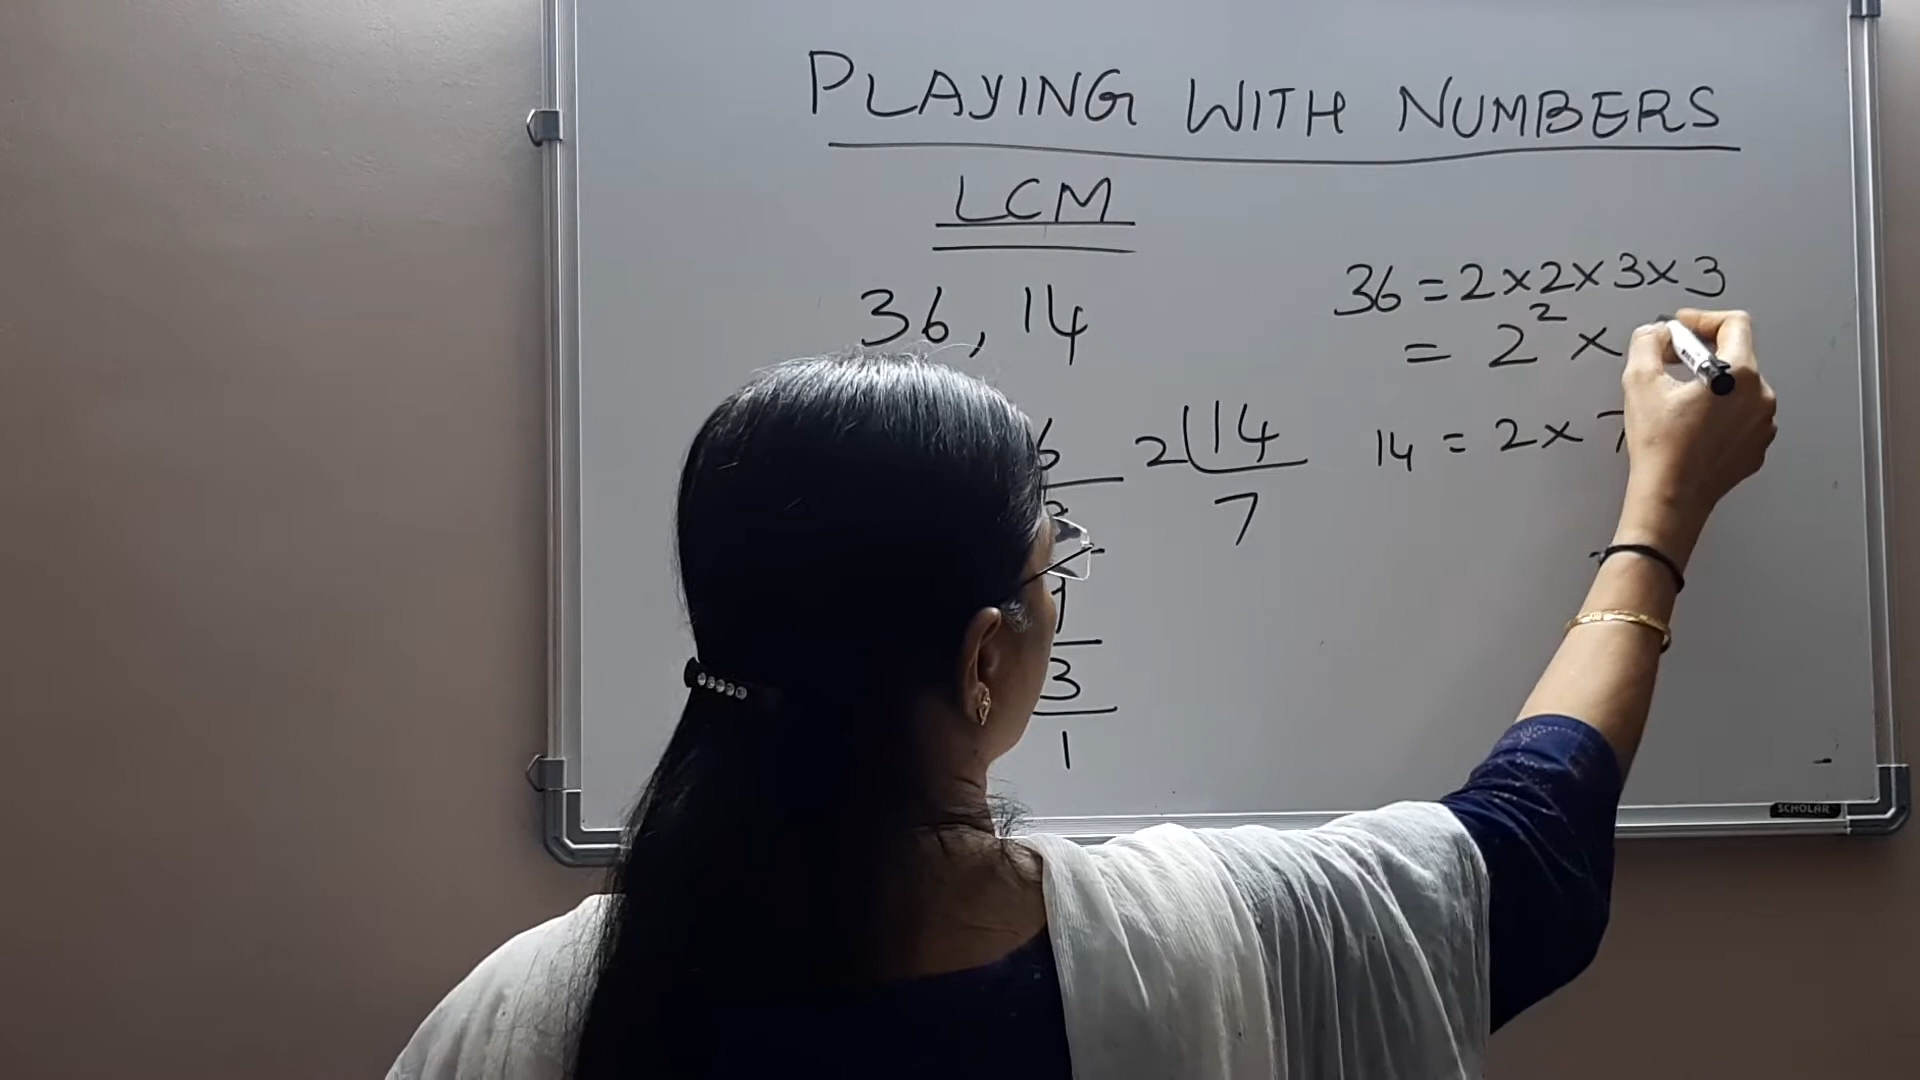 PLAYING WITH NUMBERS
LCM
36, 14
36 = 2 × 2 × 3 × 3
= 2² ×
14 = 2 × 7
6
2 14
7
3
1
SCHOLAR